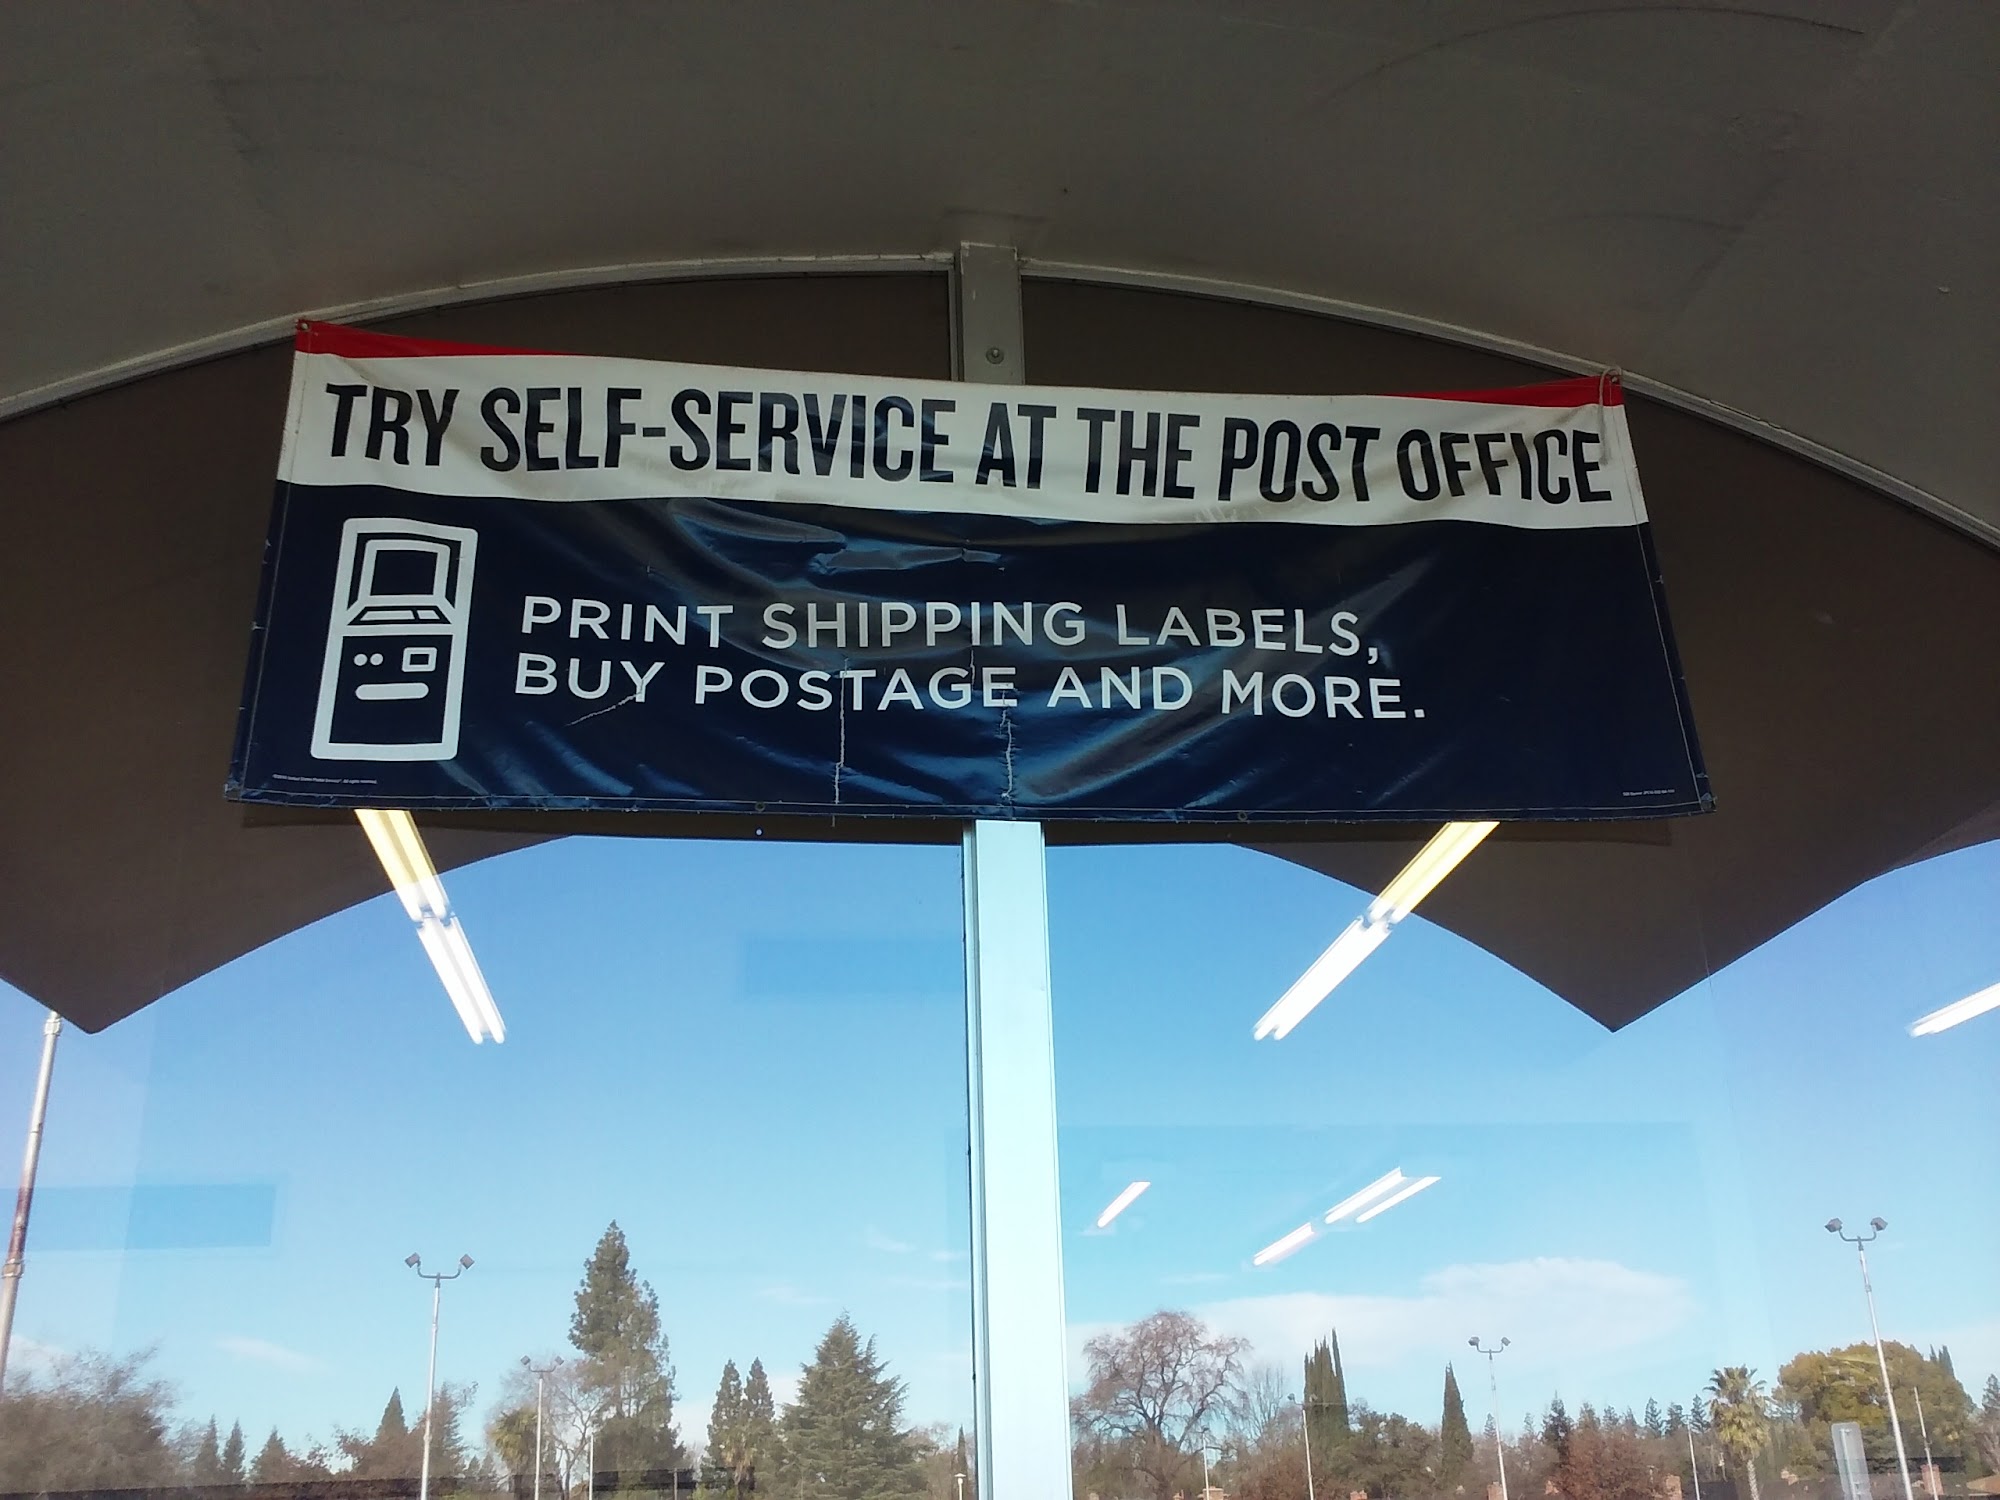 TRY SELF-SERVICE AT THE POST OFFICE
PRINT SHIPPING LABELS,
BUY POSTAGE AND MORE.